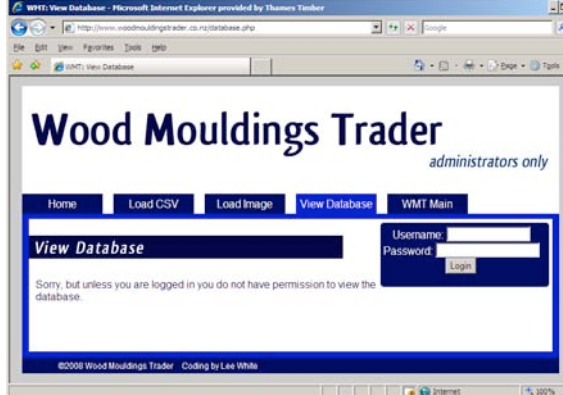 WMT: View Database - Microsoft Internet Explorer provided by Thames Timber
http://www.woodmouldingstrader.co.nz/database.php
Google
File Edit View Favorites Tools Help
WMT: View Database
Page Tools
Wood Mouldings Trader
administrators only
Home Load CSV Load Image View Database WMT Main
Username:
Password:
Login
View Database
Sorry, but unless you are logged in you do not have permission to view the
database.
©2008 Wood Mouldings Trader Coding by Lee White
Internet 100%